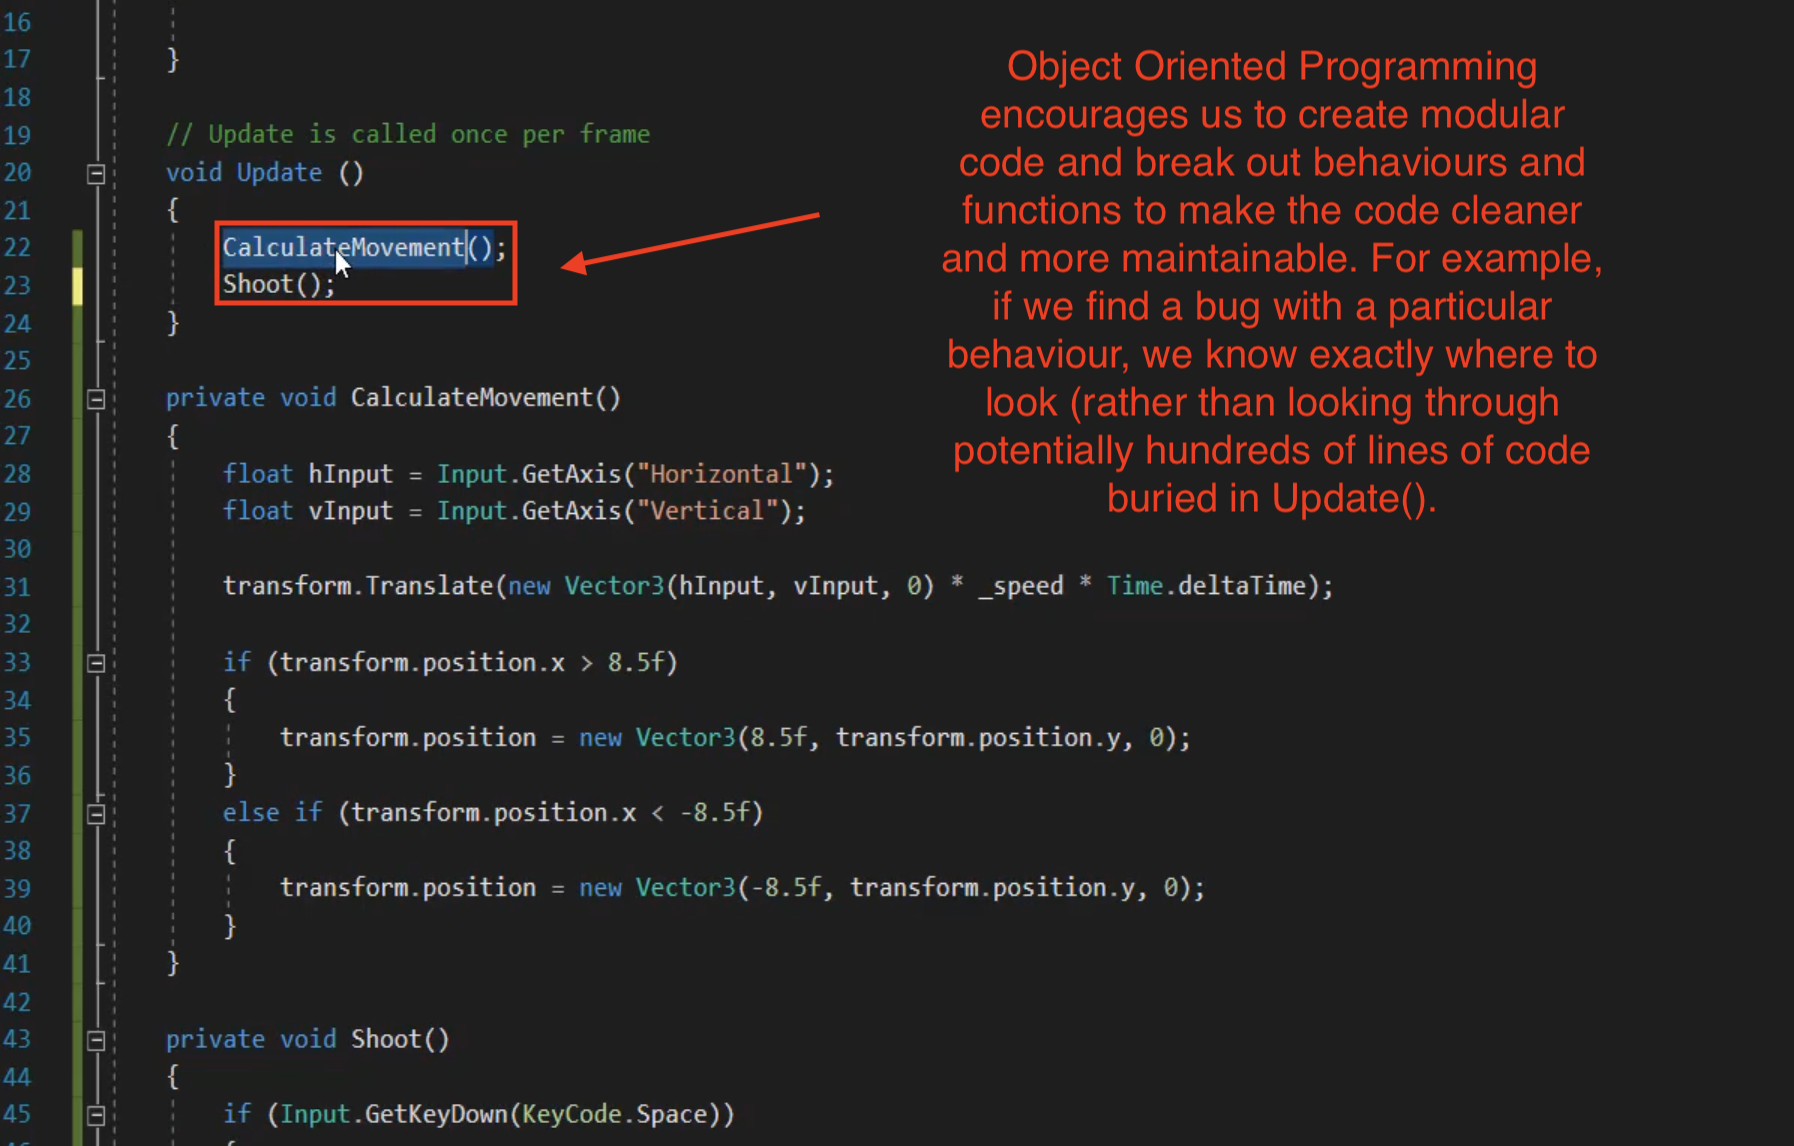 16
17 }
18
19 // Update is called once per frame
20 void Update ()
21 {
22 CalculateMovement();
23 Shoot();
24 }
25
26 private void CalculateMovement()
27 {
28 float hInput = Input.GetAxis("Horizontal");
29 float vInput = Input.GetAxis("Vertical");
30
31 transform.Translate(new Vector3(hInput, vInput, 0) * _speed * Time.deltaTime);
32
33 if (transform.position.x > 8.5f)
34 {
35 transform.position = new Vector3(8.5f, transform.position.y, 0);
36 }
37 else if (transform.position.x < -8.5f)
38 {
39 transform.position = new Vector3(-8.5f, transform.position.y, 0);
40 }
41 }
42
43 private void Shoot()
44 {
45 if (Input.GetKeyDown(KeyCode.Space))
Object Oriented Programming
encourages us to create modular
code and break out behaviours and
functions to make the code cleaner
and more maintainable. For example,
if we find a bug with a particular
behaviour, we know exactly where to
look (rather than looking through
potentially hundreds of lines of code
buried in Update().